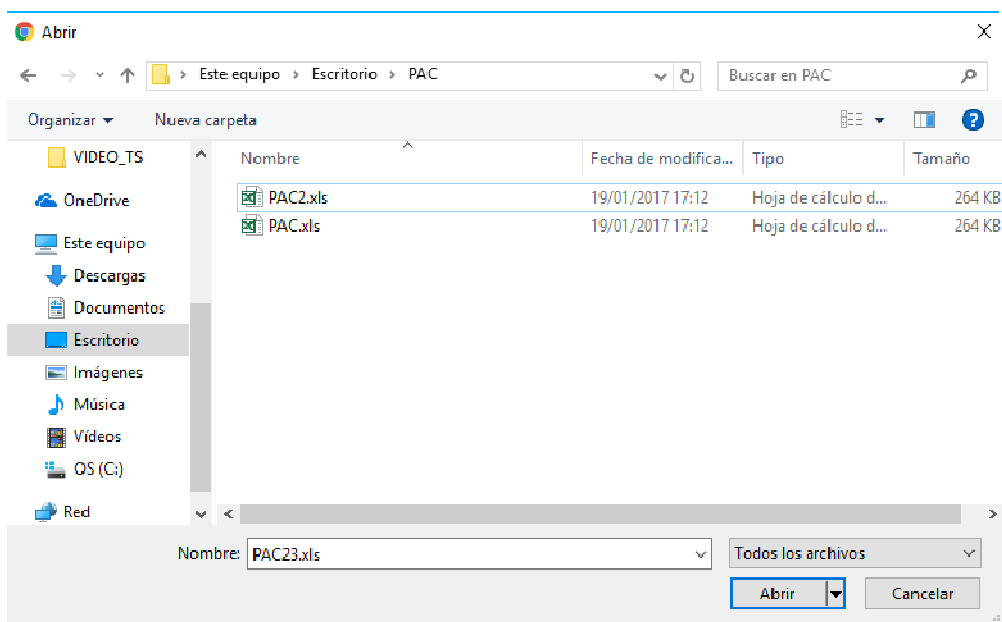 Abrir
Este equipo > Escritorio > PAC
Buscar en PAC
Organizar
Nueva carpeta
VIDEO_TS
OneDrive
Este equipo
Descargas
Documentos
Escritorio
Imágenes
Música
Vídeos
OS (C:)
Red
Nombre Fecha de modifica... Tipo Tamaño
PAC2.xls 19/01/2017 17:12 Hoja de cálculo d... 264 KB
PAC.xls 19/01/2017 17:12 Hoja de cálculo d... 264 KB
Nombre: PAC23.xls Todos los archivos
Abrir Cancelar